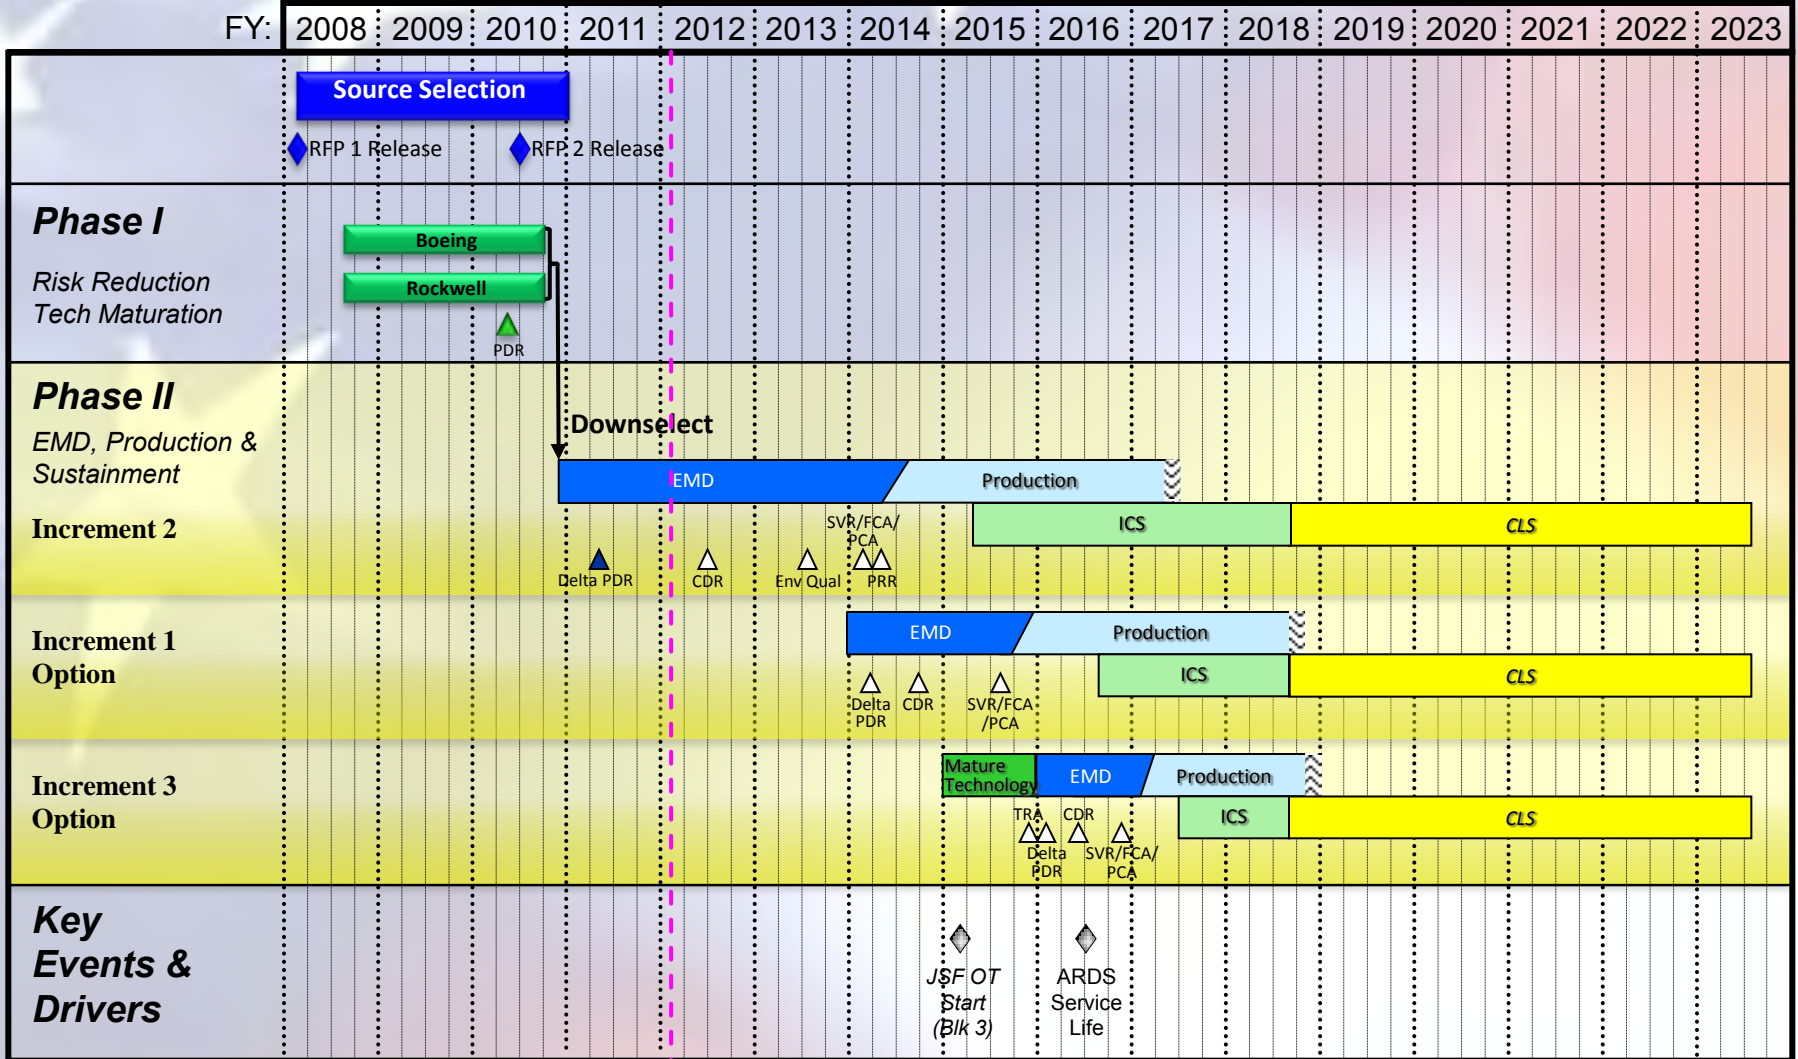 FY: 2008 2009 2010 2011 2012 2013 2014 2015 2016 2017 2018 2019 2020 2021 2022 2023
Source Selection
RFP 1 Release RFP 2 Release
Phase I
Risk Reduction
Tech Maturation
Boeing
Rockwell
PDR
Phase II
EMD, Production &
Sustainment
Downselect
EMD Production
Increment 2
ICS CLS
SVR/FCA/
PCA
Delta PDR CDR Env Qual PRR
Increment 1
Option
EMD Production
ICS CLS
Delta
PDR
CDR
SVR/FCA
/PCA
Increment 3
Option
Mature
Technology
EMD Production
ICS CLS
TRA CDR
Delta
PDR
SVR/FCA/
PCA
Key
Events &
Drivers
JSF OT
Start
(Blk 3)
ARDS
Service
Life